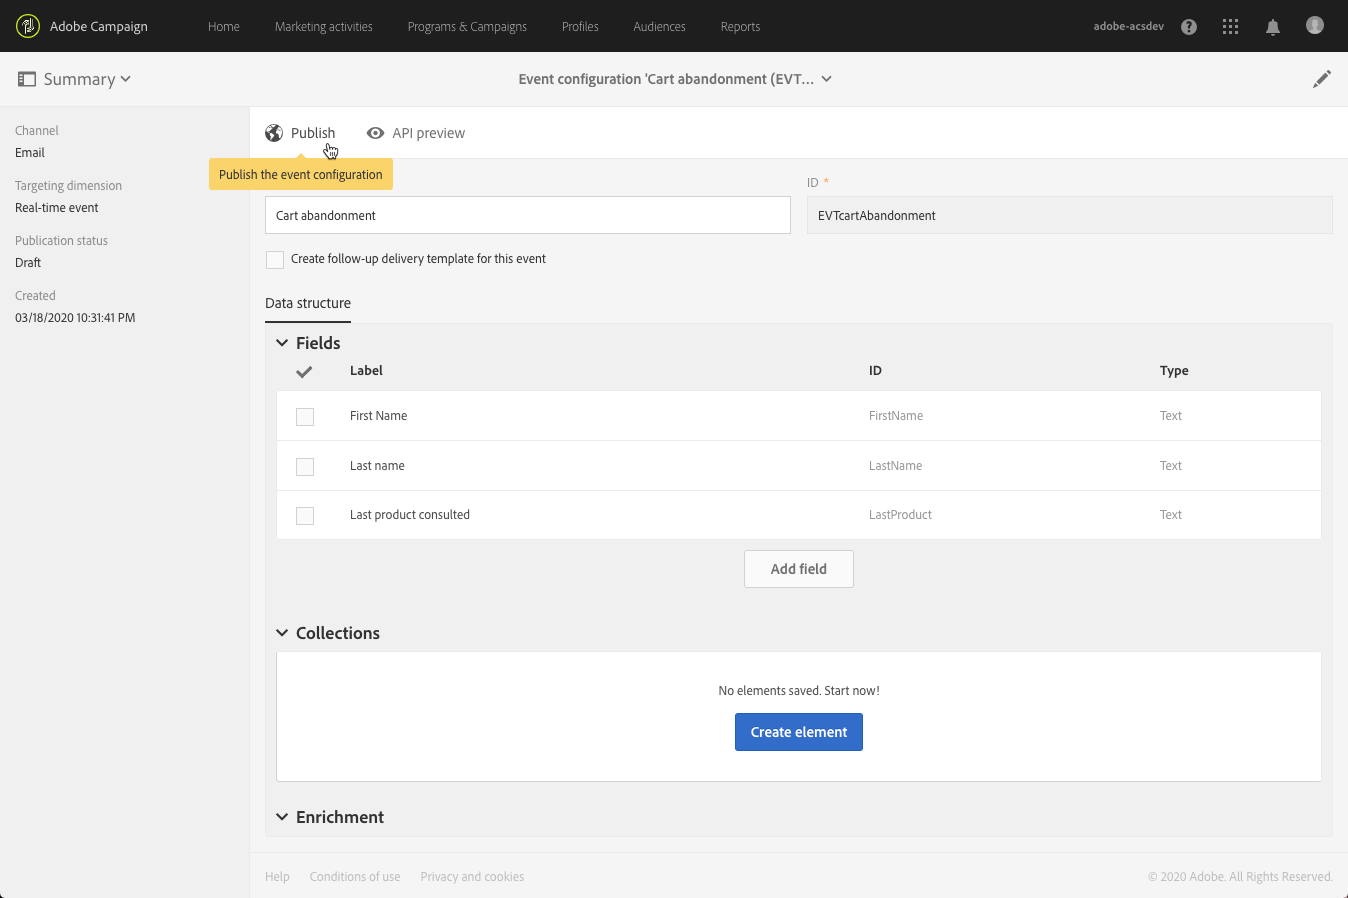 Adobe Campaign
Home
Marketing activities
Programs & Campaigns
Profiles
Audiences
Reports
adobe-acsdev
Summary
Event configuration 'Cart abandonment (EVT...
Channel
Email
Targeting dimension
Real-time event
Publication status
Draft
Created
03/18/2020 10:31:41 PM
Publish
API preview
Publish the event configuration
ID *
Cart abandonment
EVTcartAbandonment
Create follow-up delivery template for this event
Data structure
Fields
Label ID Type
First Name FirstName Text
Last name LastName Text
Last product consulted LastProduct Text
Add field
Collections
No elements saved. Start now!
Create element
Enrichment
Help
Conditions of use
Privacy and cookies
© 2020 Adobe. All Rights Reserved.